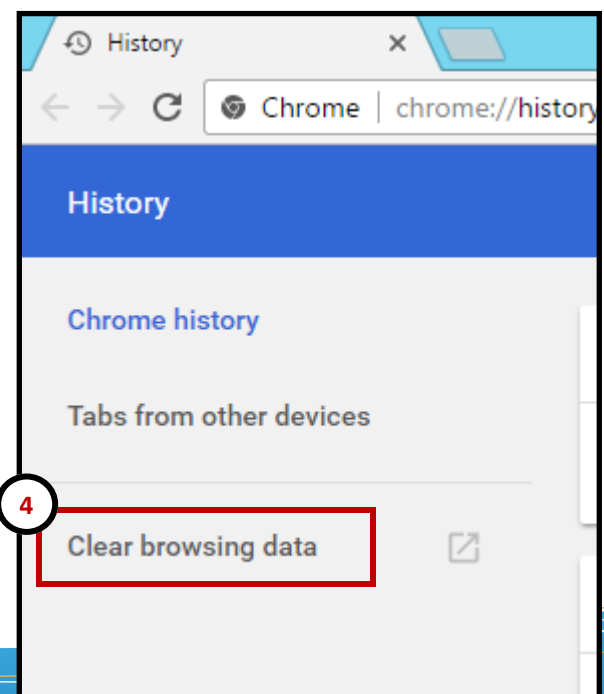 History
Chrome chrome://history
History
Chrome history
Tabs from other devices
4
Clear browsing data